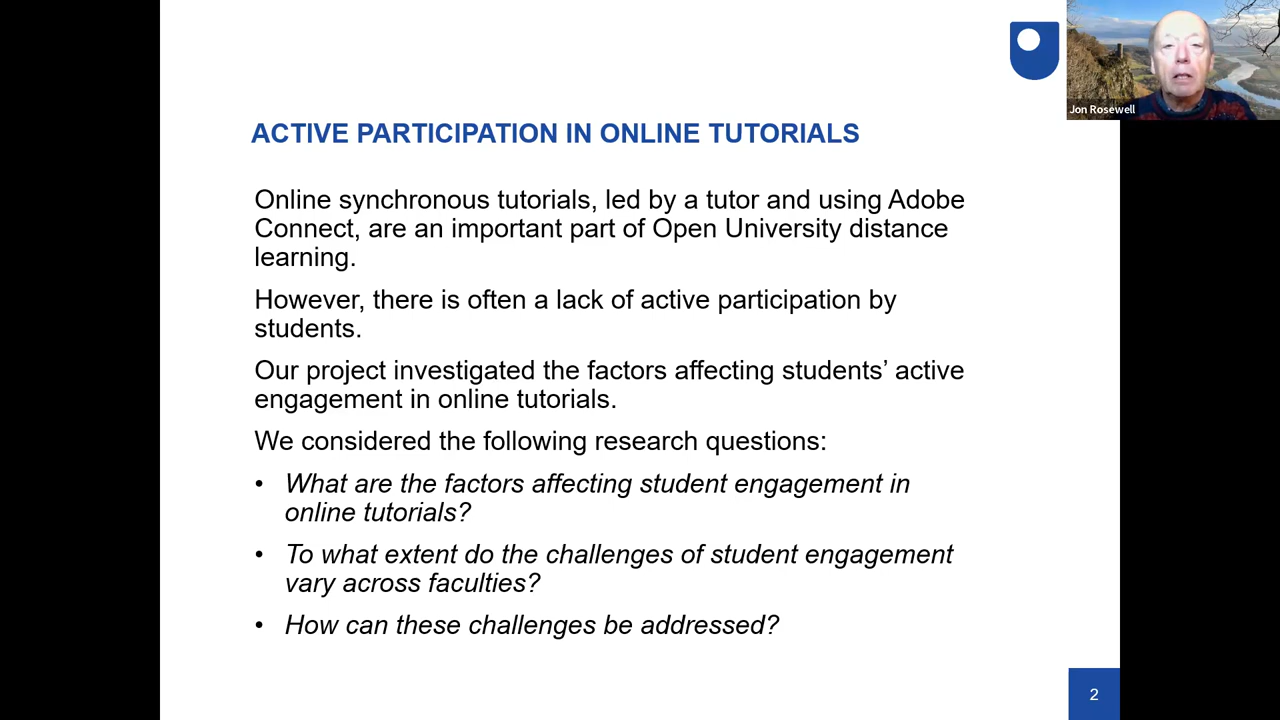 Jon Rosewell
ACTIVE PARTICIPATION IN ONLINE TUTORIALS
Online synchronous tutorials, led by a tutor and using Adobe
Connect, are an important part of Open University distance
learning.
However, there is often a lack of active participation by
students.
Our project investigated the factors affecting students’ active
engagement in online tutorials.
We considered the following research questions:
• What are the factors affecting student engagement in
online tutorials?
• To what extent do the challenges of student engagement
vary across faculties?
• How can these challenges be addressed?
2